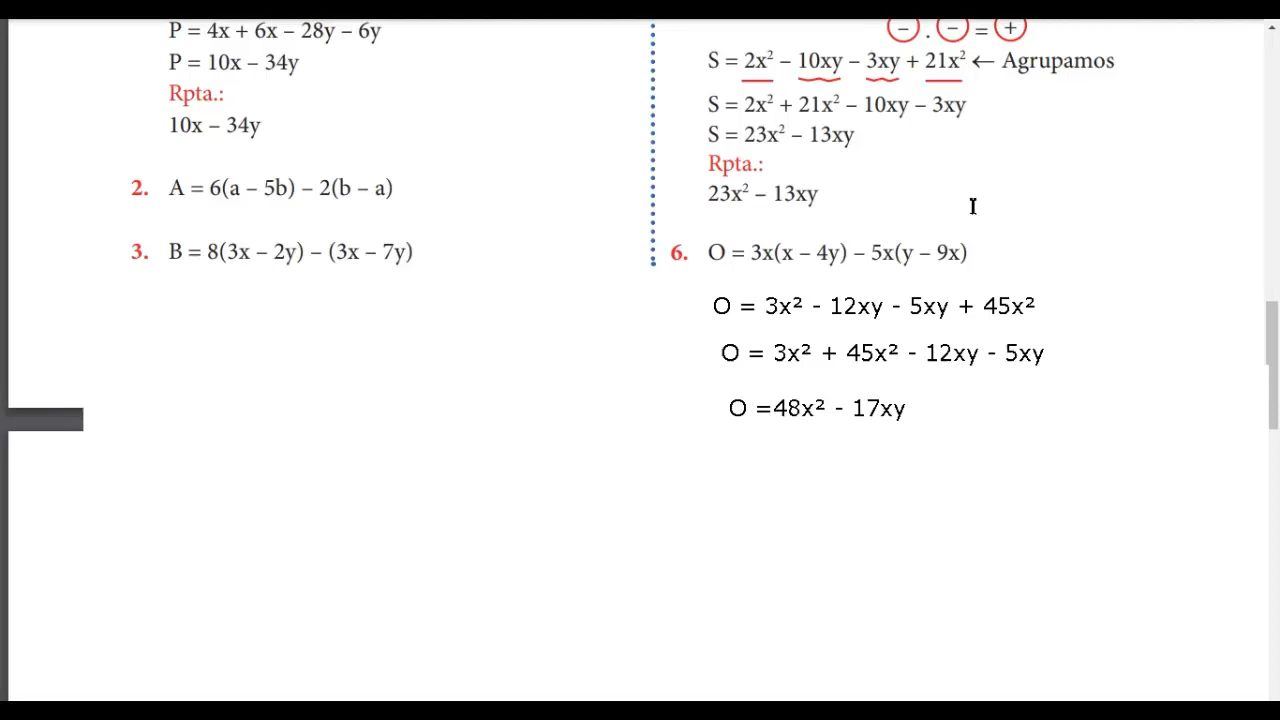 P = 4x + 6x – 28y – 6y
P = 10x – 34y
Rpta.:
10x – 34y
2. A = 6(a – 5b) – 2(b – a)
3. B = 8(3x – 2y) – (3x – 7y)
– . – = +
S = 2x² – 10xy – 3xy + 21x² ← Agrupamos
S = 2x² + 21x² – 10xy – 3xy
S = 23x² – 13xy
Rpta.:
23x² – 13xy
6. O = 3x(x – 4y) – 5x(y – 9x)
O = 3x² - 12xy - 5xy + 45x²
O = 3x² + 45x² - 12xy - 5xy
O =48x² - 17xy